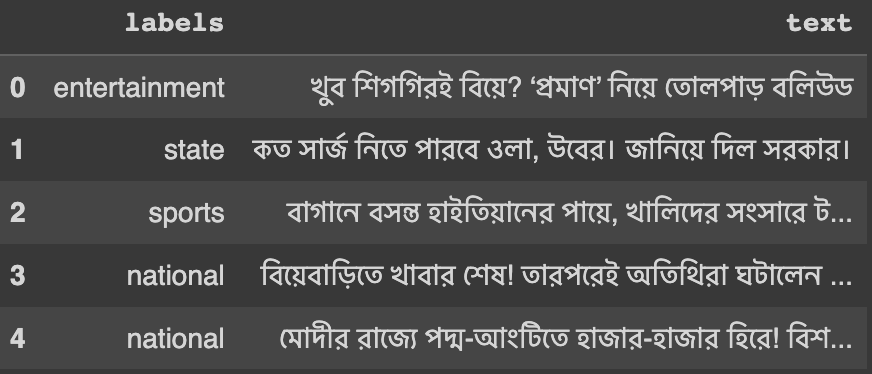 labels text
0 entertainment খুব শিগগিরই বিয়ে? ‘প্রমাণ’ নিয়ে তোলপাড় বলিউড
1 state কত সার্জ নিতে পারবে ওলা, উবের। জানিয়ে দিল সরকার।
2 sports বাগানে বসন্ত হাইতিয়ানের পায়ে, খালিদের সংসারে ট...
3 national বিয়েবাড়িতে খাবার শেষ! তারপরেই অতিথিরা ঘটালেন ...
4 national মোদীর রাজ্যে পদ্ম-আংটিতে হাজার-হাজার হিরে! বিশ...